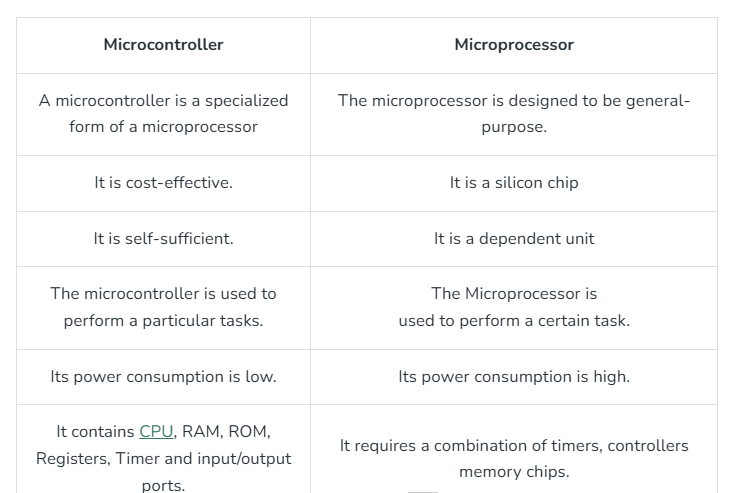 Microcontroller Microprocessor
A microcontroller is a specialized
form of a microprocessor
The microprocessor is designed to be general-
purpose.
It is cost-effective. It is a silicon chip
It is self-sufficient. It is a dependent unit
The microcontroller is used to
perform a particular tasks.
The Microprocessor is
used to perform a certain task.
Its power consumption is low. Its power consumption is high.
It contains CPU, RAM, ROM,
Registers, Timer and input/output
ports.
It requires a combination of timers, controllers
memory chips.